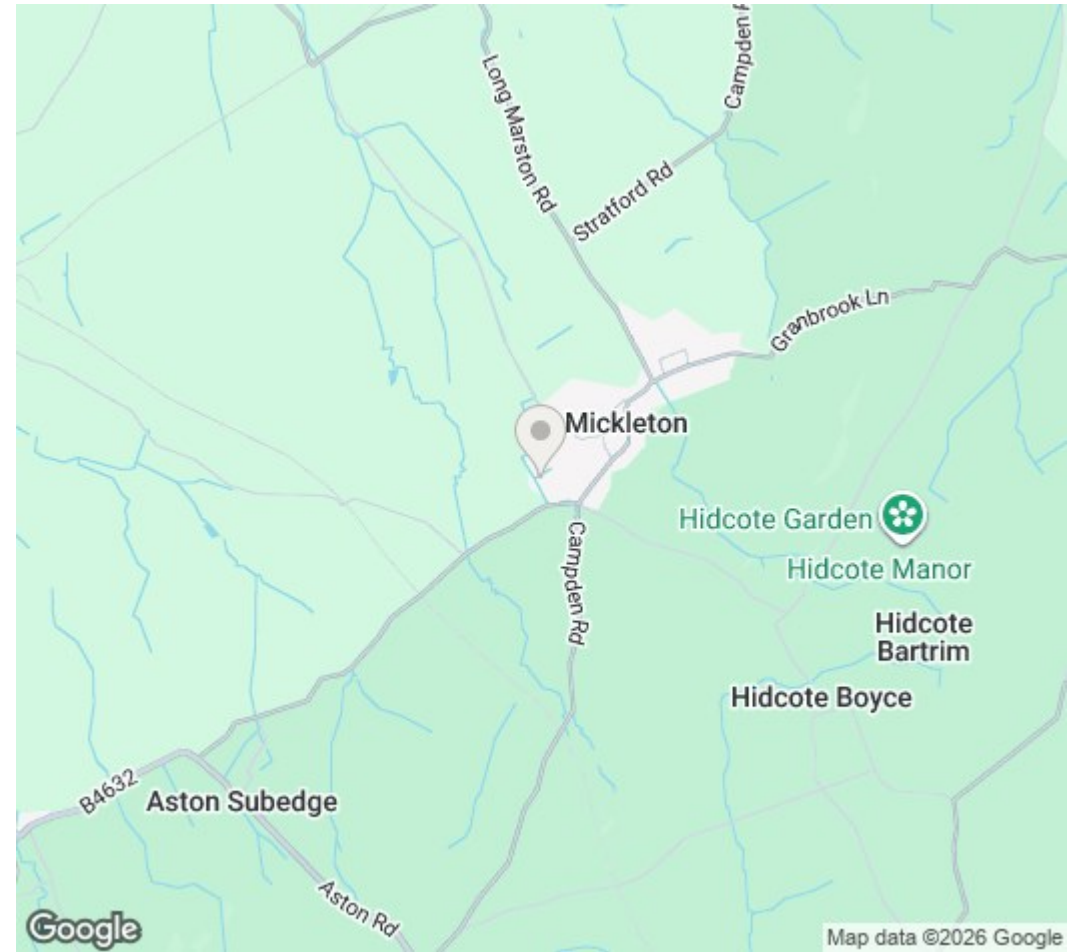 Campden R
Long Marston Rd
Stratford Rd
Granbrook Ln
Mickleton
Hidcote Garden
Campden Rd
Hidcote Manor
Hidcote
Bartrim
Hidcote Boyce
B4632
Aston Subedge
Aston Rd
Google
Map data ©2026 Google